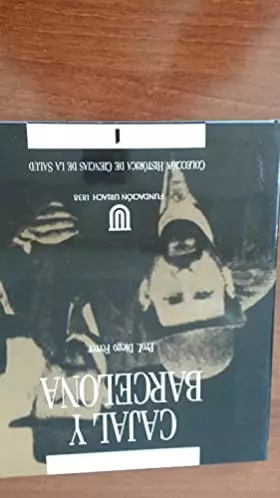 CAJAL Y
BARCELONA
Prof. Diego Ferrer
FUNDACIÓN URIACH 1838
COLECCIÓN HISTÓRICA DE CIENCIAS DE LA SALUD
1